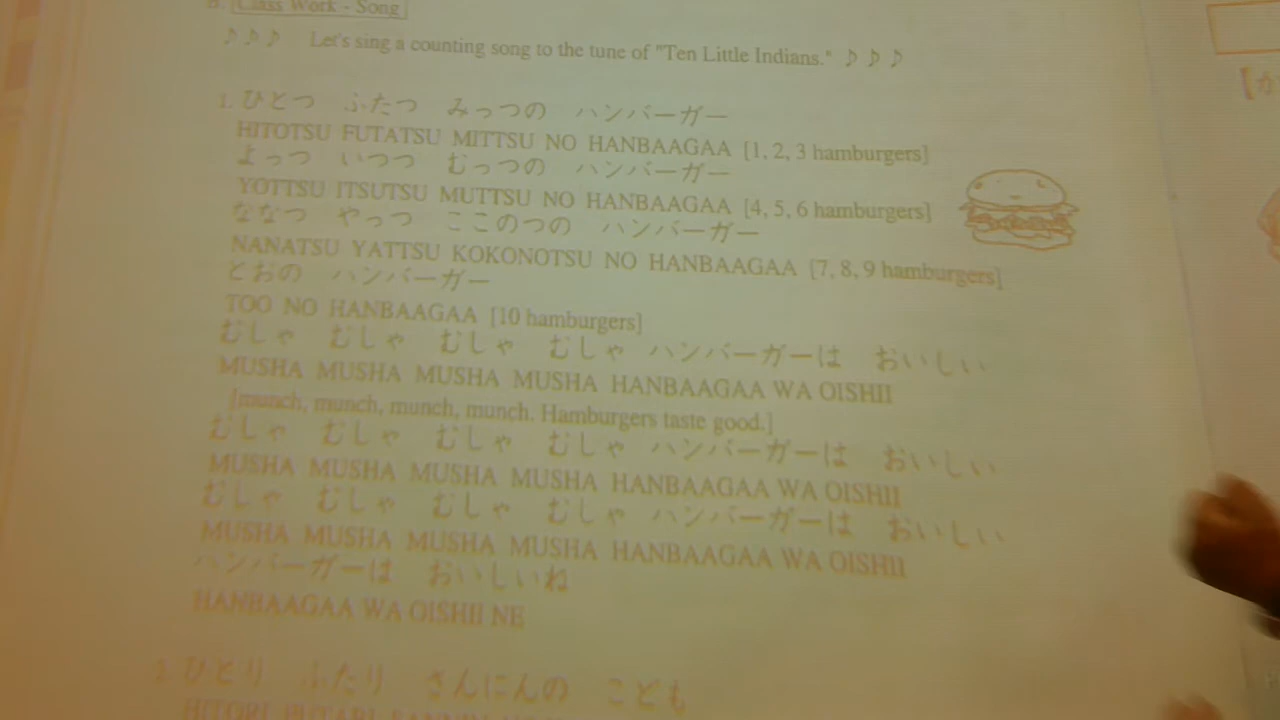 B. Class Work - Song
♪ ♪ ♪ Let's sing a counting song to the tune of "Ten Little Indians." ♪ ♪ ♪
1. ひとつ ふたつ みっつの ハンバーガー
HITOTSU FUTATSU MITTSU NO HANBAAGAA [1, 2, 3 hamburgers]
よっつ いつつ むっつの ハンバーガー
YOTTSU ITSUTSU MUTTSU NO HANBAAGAA [4, 5, 6 hamburgers]
ななつ やっつ ここのつの ハンバーガー
NANATSU YATTSU KOKONOTSU NO HANBAAGAA [7, 8, 9 hamburgers]
とおの ハンバーガー
TOO NO HANBAAGAA [10 hamburgers]
むしゃ むしゃ むしゃ むしゃ ハンバーガーは おいしい
MUSHA MUSHA MUSHA MUSHA HANBAAGAA WA OISHII
[munch, munch, munch, munch. Hamburgers taste good.]
むしゃ むしゃ むしゃ むしゃ ハンバーガーは おいしい
MUSHA MUSHA MUSHA MUSHA HANBAAGAA WA OISHII
むしゃ むしゃ むしゃ むしゃ ハンバーガーは おいしい
MUSHA MUSHA MUSHA MUSHA HANBAAGAA WA OISHII
ハンバーガーは おいしいね
HANBAAGAA WA OISHII NE
2. ひとり ふたり さんにんの こども
HITORI FUTARI